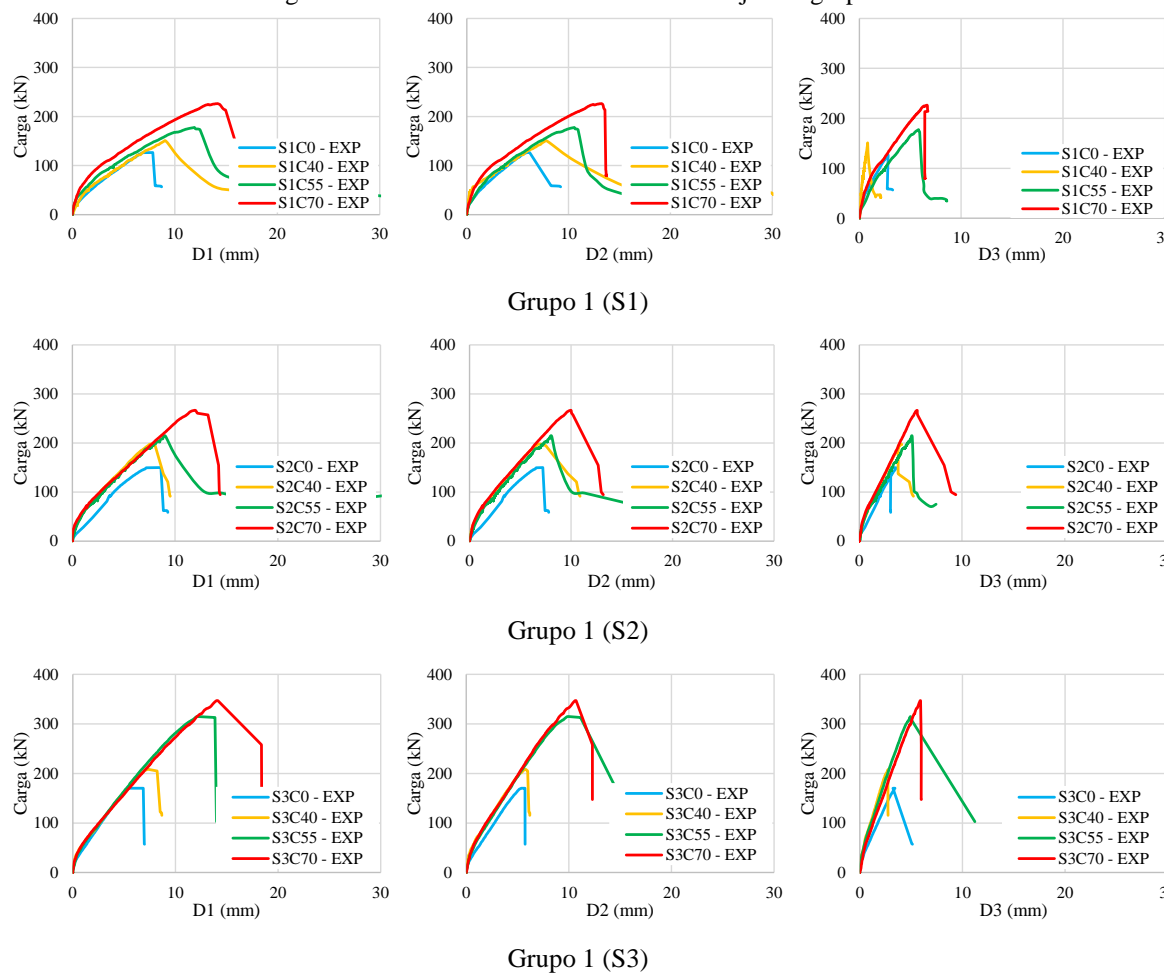 400
300
200
100
0
Carga (kN)
0 10 20 30
D1 (mm)
S1C0 - EXP
S1C40 - EXP
S1C55 - EXP
S1C70 - EXP
400
300
200
100
0
Carga (kN)
0 10 20 30
D2 (mm)
S1C0 - EXP
S1C40 - EXP
S1C55 - EXP
S1C70 - EXP
400
300
200
100
0
Carga (kN)
0 10 20
D3 (mm)
S1C0 - EXP
S1C40 - EXP
S1C55 - EXP
S1C70 - EXP
Grupo 1 (S1)
400
300
200
100
0
Carga (kN)
0 10 20 30
D1 (mm)
S2C0 - EXP
S2C40 - EXP
S2C55 - EXP
S2C70 - EXP
400
300
200
100
0
Carga (kN)
0 10 20 30
D2 (mm)
S2C0 - EXP
S2C40 - EXP
S2C55 - EXP
S2C70 - EXP
400
300
200
100
0
Carga (kN)
0 10 20
D3 (mm)
S2C0 - EXP
S2C40 - EXP
S2C55 - EXP
S2C70 - EXP
Grupo 1 (S2)
400
300
200
100
0
Carga (kN)
0 10 20 30
D1 (mm)
S3C0 - EXP
S3C40 - EXP
S3C55 - EXP
S3C70 - EXP
400
300
200
100
0
Carga (kN)
0 10 20 30
D2 (mm)
S3C0 - EXP
S3C40 - EXP
S3C55 - EXP
S3C70 - EXP
400
300
200
100
0
Carga (kN)
0 10 20
D3 (mm)
S3C0 - EXP
S3C40 - EXP
S3C55 - EXP
S3C70 - EXP
Grupo 1 (S3)